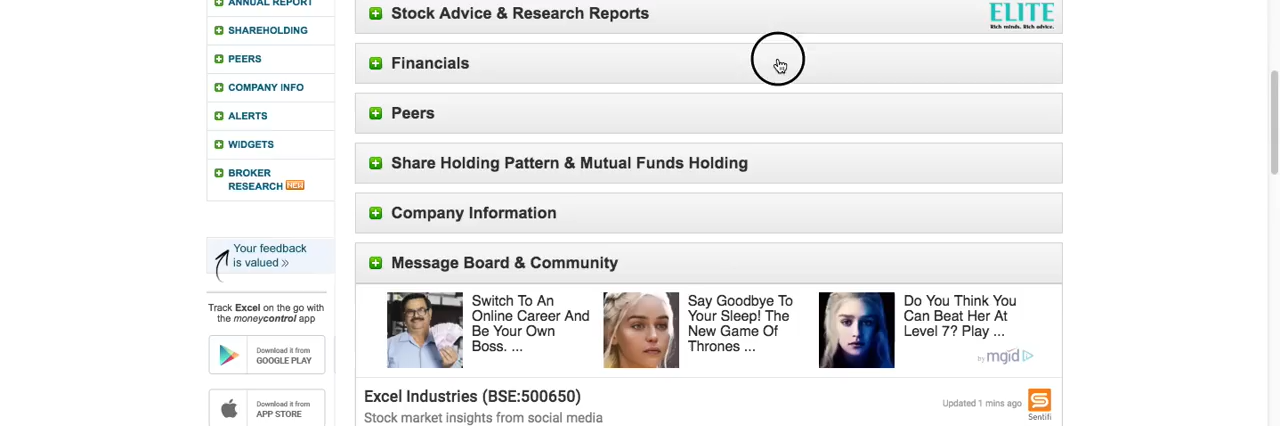 ANNUAL REPORT
SHAREHOLDING
PEERS
COMPANY INFO
ALERTS
WIDGETS
BROKER
RESEARCH NEW
Your feedback
is valued »
Track Excel on the go with
the moneycontrol app
Download it from
GOOGLE PLAY
Download it from
APP STORE
Stock Advice & Research Reports
ELITE
Rich minds. Rich advice.
Financials
Peers
Share Holding Pattern & Mutual Funds Holding
Company Information
Message Board & Community
Switch To An
Online Career And
Be Your Own
Boss. ...
Say Goodbye To
Your Sleep! The
New Game Of
Thrones ...
Do You Think You
Can Beat Her At
Level 7? Play ...
by mgid
Excel Industries (BSE:500650)
Stock market insights from social media
Updated 1 mins ago
Sentifi